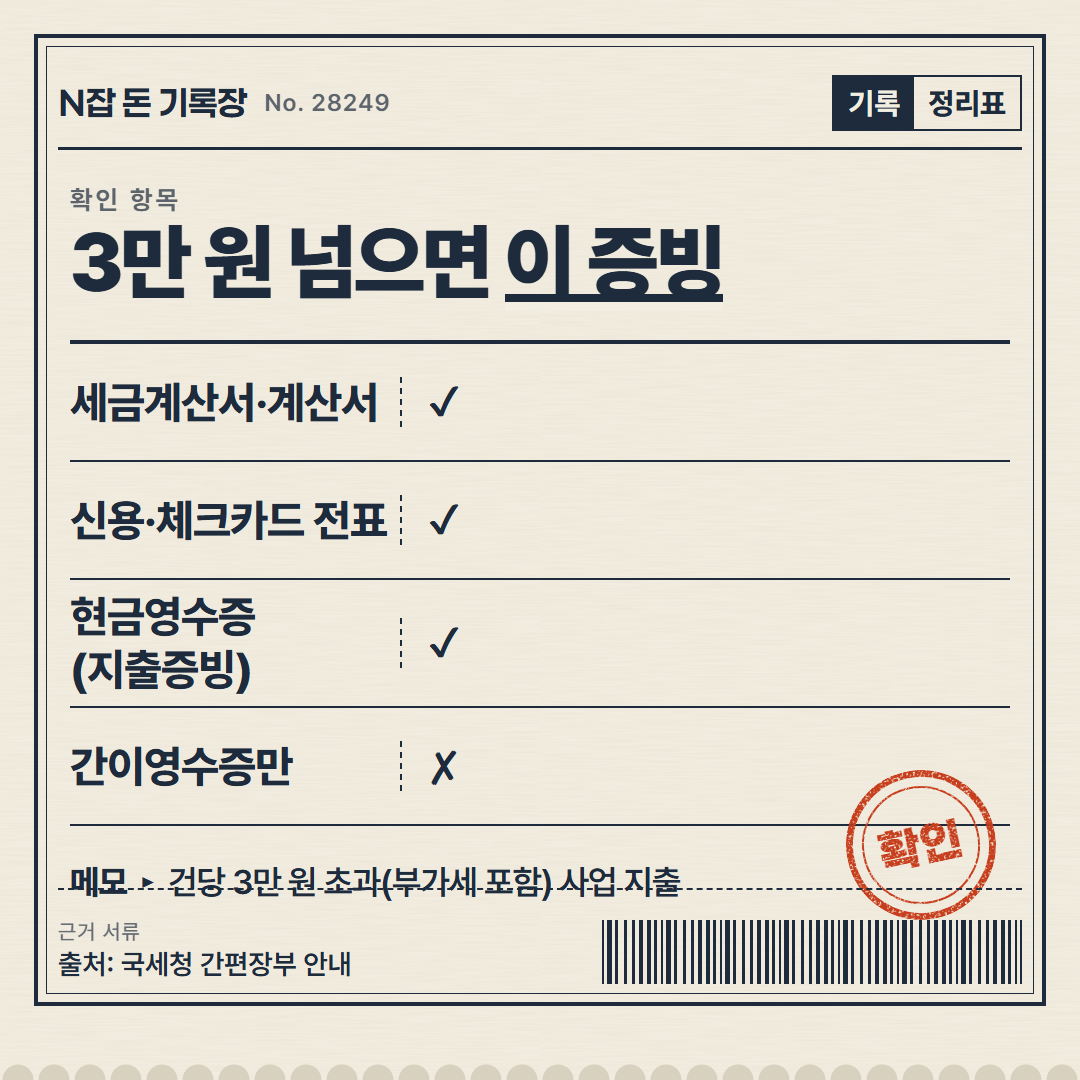 N잡 돈 기록장 No. 28249
기록 정리표
확인 항목
3만 원 넘으면 이 증빙
세금계산서·계산서 ✓
신용·체크카드 전표 ✓
현금영수증
(지출증빙) ✓
간이영수증만 ✗
확인
메모 ▸ 건당 3만 원 초과(부가세 포함) 사업 지출
근거 서류
출처: 국세청 간편장부 안내